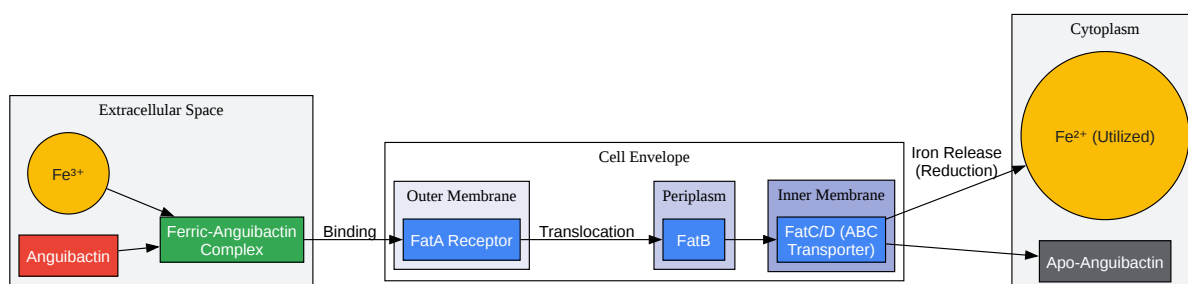 Cytoplasm
Extracellular Space
Fe³⁺
Anguibactin
Ferric-Anguibactin
Complex
Binding
Cell Envelope
Outer Membrane
FatA Receptor
Translocation
Periplasm
FatB
Inner Membrane
FatC/D (ABC
Transporter)
Iron Release
(Reduction)
Fe²⁺ (Utilized)
Apo-Anguibactin